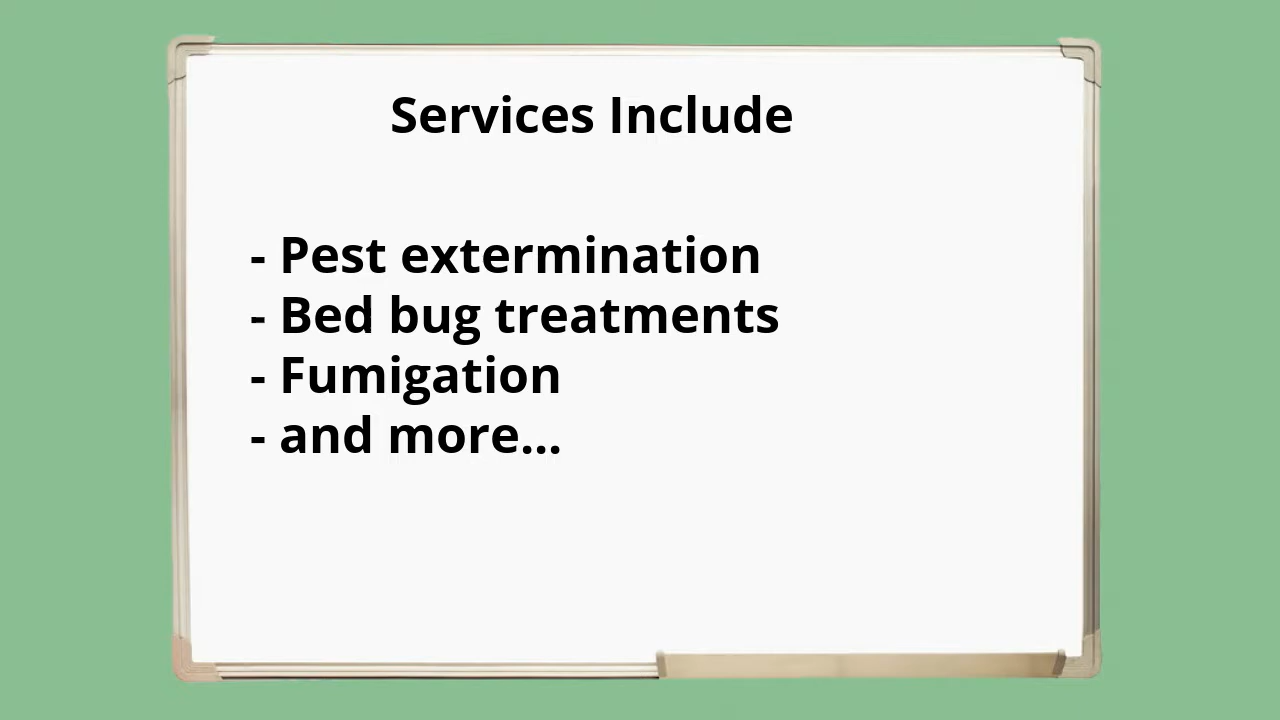 Services Include
- Pest extermination
- Bed bug treatments
- Fumigation
- and more...